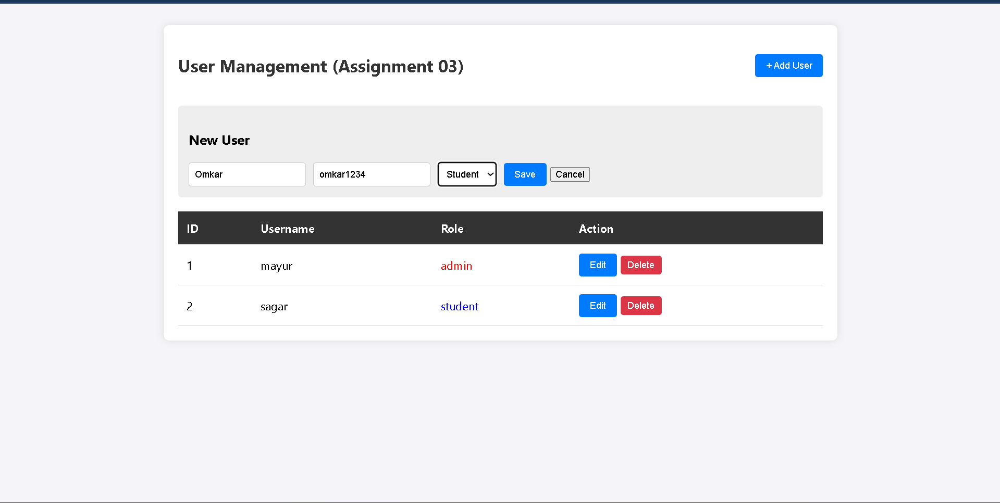 User Management (Assignment 03)
+ Add User
New User
Omkar omkar1234 Student Save Cancel
ID Username Role Action
1 mayur admin Edit Delete
2 sagar student Edit Delete